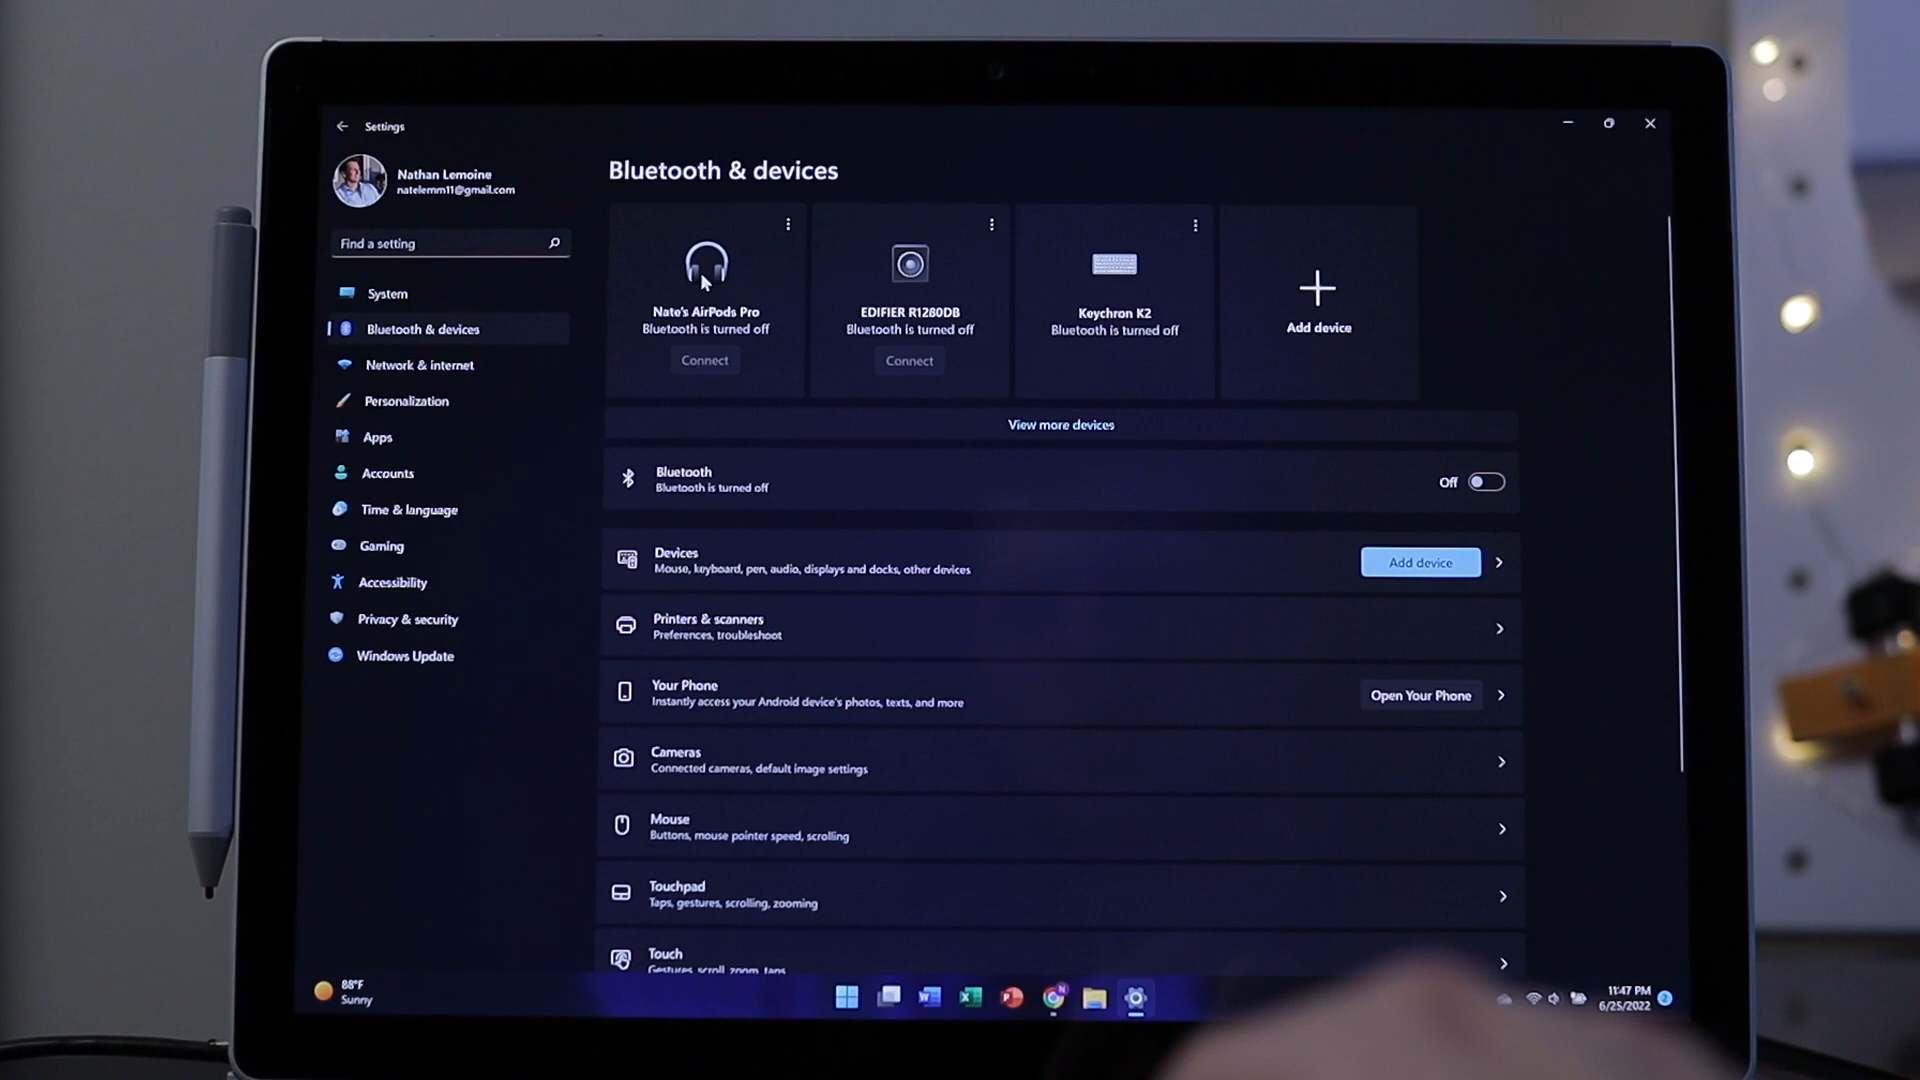 Settings
Nathan Lemoine
natelemm11@gmail.com
Find a setting
System
Bluetooth & devices
Network & internet
Personalization
Apps
Accounts
Time & language
Gaming
Accessibility
Privacy & security
Windows Update
Bluetooth & devices
Nate's AirPods Pro
Bluetooth is turned off
Connect
EDIFIER R1280DB
Bluetooth is turned off
Connect
Keychron K2
Bluetooth is turned off
Add device
View more devices
Bluetooth
Bluetooth is turned off
Off
Devices
Mouse, keyboard, pen, audio, displays and docks, other devices
Add device
Printers & scanners
Preferences, troubleshoot
Your Phone
Instantly access your Android device's photos, texts, and more
Open Your Phone
Cameras
Connected cameras, default image settings
Mouse
Buttons, mouse pointer speed, scrolling
Touchpad
Taps, gestures, scrolling, zooming
Touch
Gestures, scroll, zoom, taps
88°F
Sunny
W
X
P
N
11:47 PM
6/25/2022
2